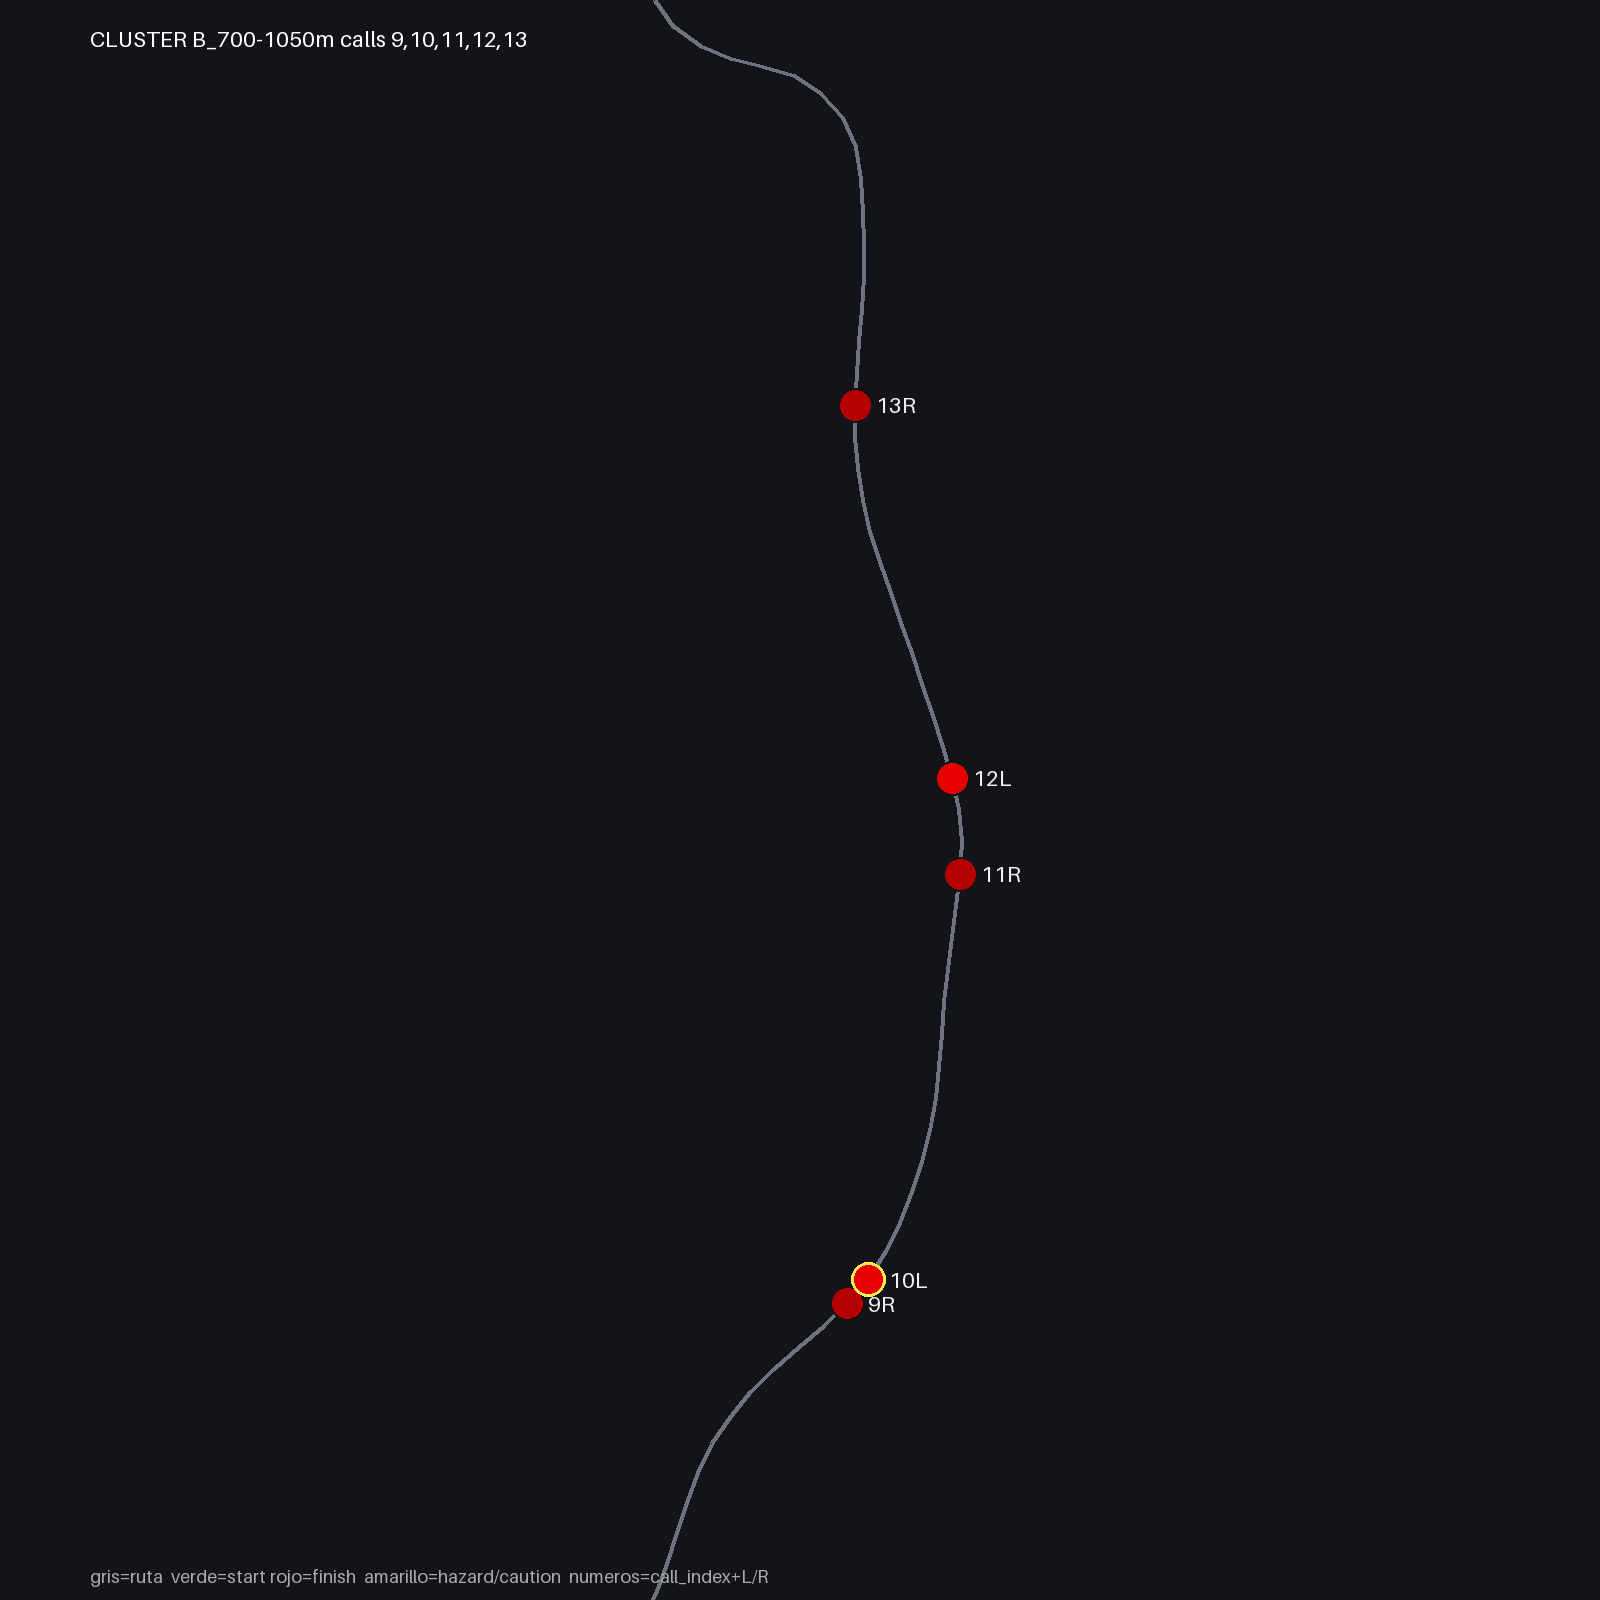 CLUSTER B_700-1050m calls 9,10,11,12,13
13R
12L
11R
10L
9R
gris=ruta verde=start rojo=finish amarillo=hazard/caution numeros=call_index+L/R